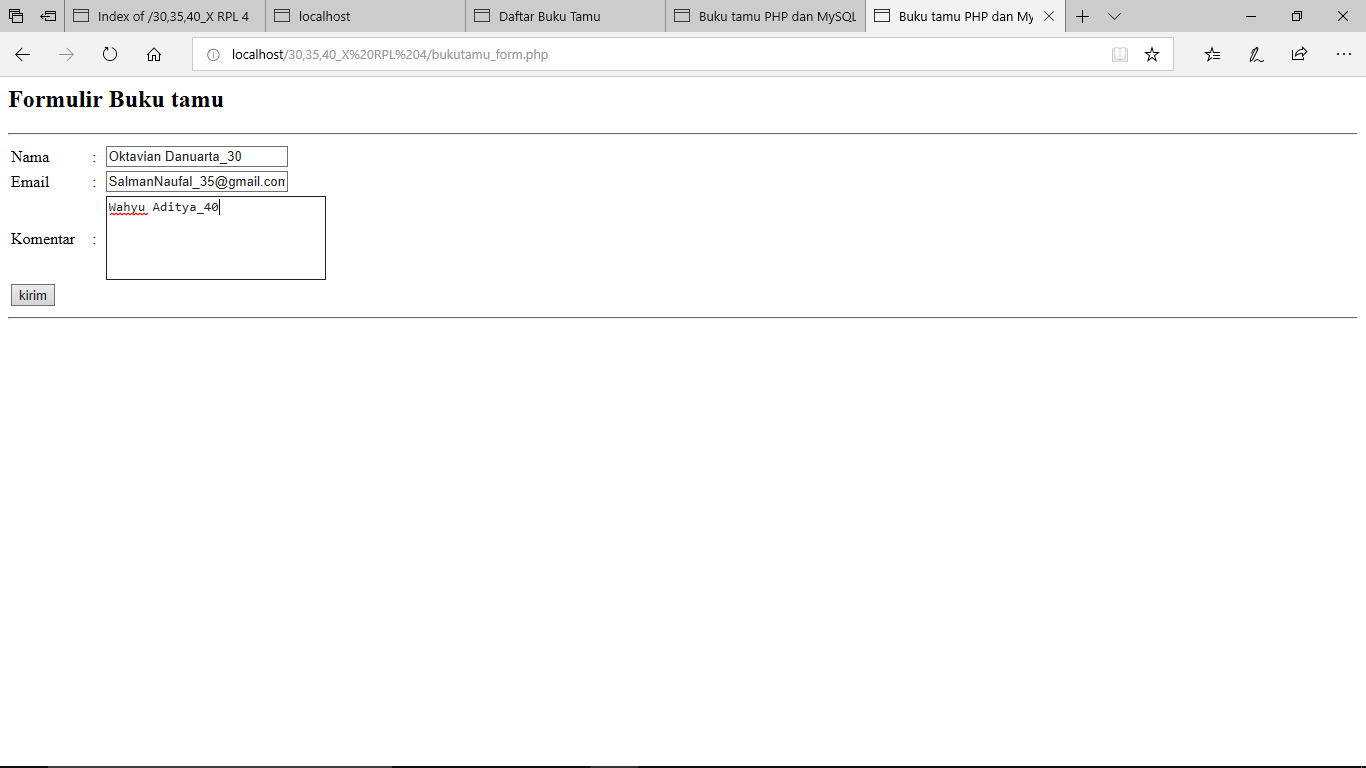 Index of /30,35,40_X RPL 4
localhost
Daftar Buku Tamu
Buku tamu PHP dan MySQL
Buku tamu PHP dan My
localhost/30,35,40_X%20RPL%204/bukutamu_form.php
Formulir Buku tamu
Nama : Oktavian Danuarta_30
Email : SalmanNaufal_35@gmail.com
Wahyu Aditya_40
Komentar :
kirim